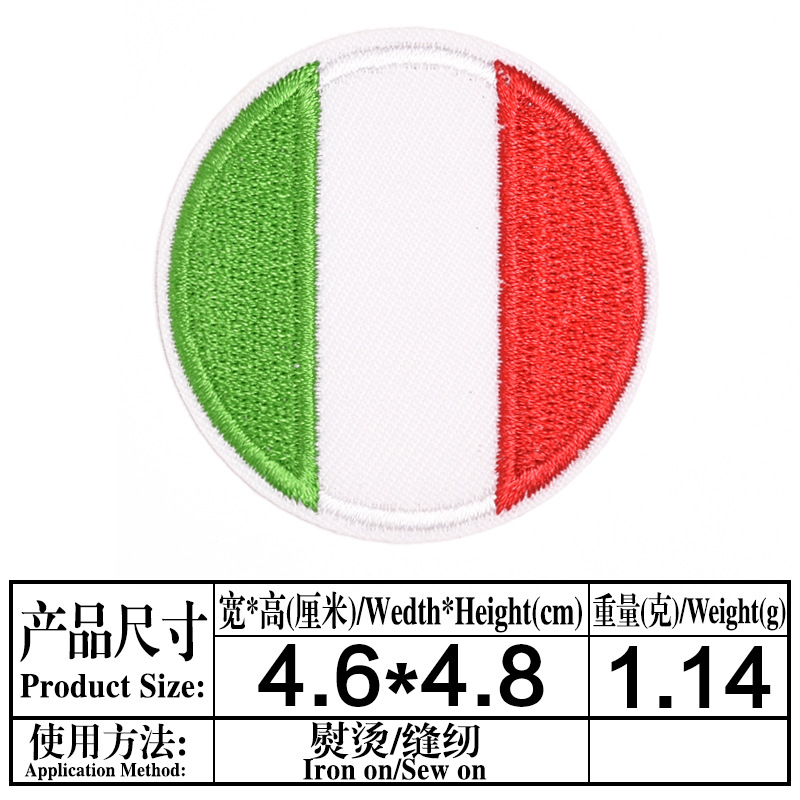 产品尺寸
Product Size:
宽*高(厘米)/Wedth*Height(cm)
重量(克)/Weight(g)
4.6*4.8
1.14
使用方法:
Application Method:
熨烫/缝纫
Iron on/Sew on